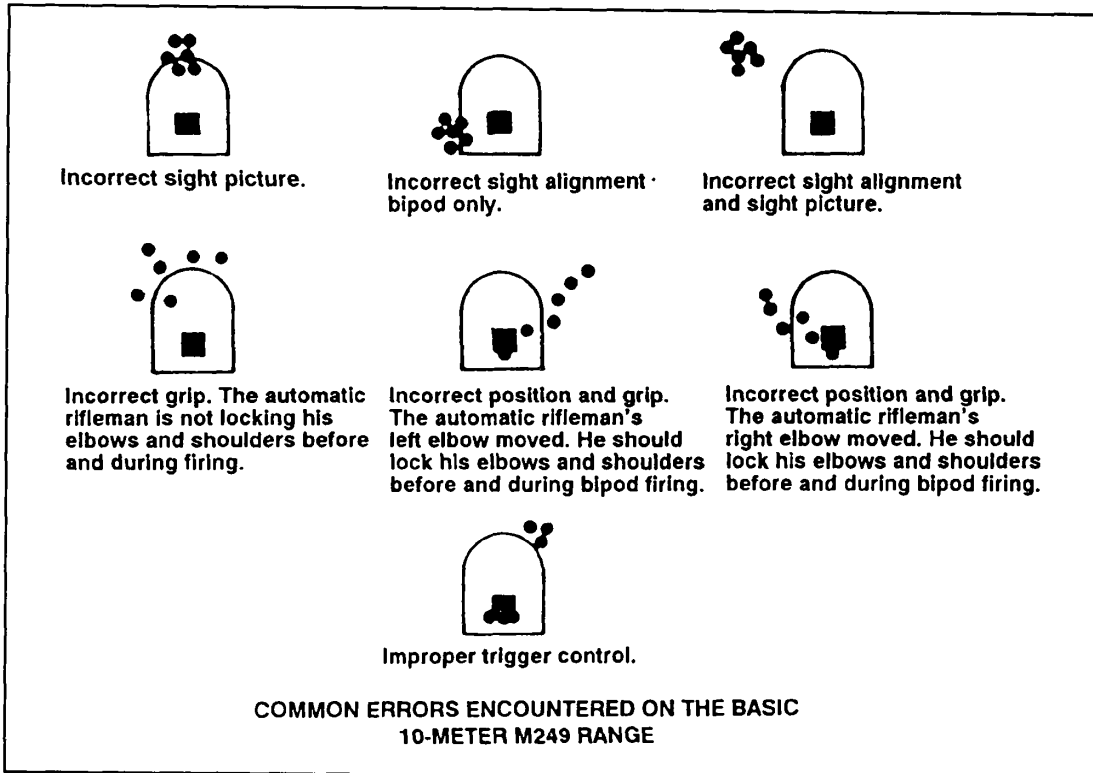 Incorrect sight picture.
Incorrect sight alignment ·
bipod only.
Incorrect sight alignment
and sight picture.
Incorrect grip. The automatic
rifleman is not locking his
elbows and shoulders before
and during firing.
Incorrect position and grip.
The automatic rifleman's
left elbow moved. He should
lock his elbows and shoulders
before and during bipod firing.
Incorrect position and grip.
The automatic rifleman's
right elbow moved. He should
lock his elbows and shoulders
before and during bipod firing.
Improper trigger control.
COMMON ERRORS ENCOUNTERED ON THE BASIC
10-METER M249 RANGE